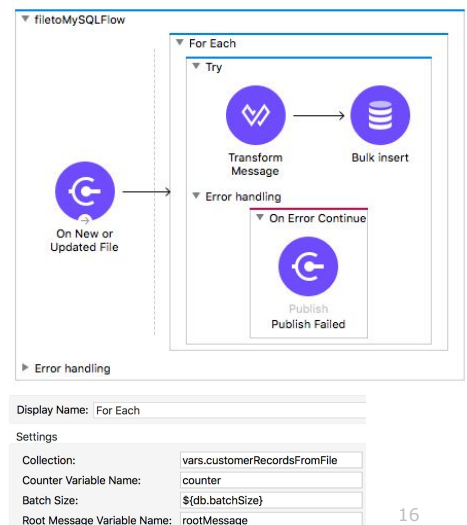 filetoMySQLFlow
For Each
Try
Transform
Message
Bulk insert
On New or
Updated File
Error handling
On Error Continue
Publish
Publish Failed
Error handling
Display Name: For Each
Settings
Collection: vars.customerRecordsFromFile
Counter Variable Name: counter
Batch Size: ${db.batchSize}
Root Message Variable Name: rootMessage
16